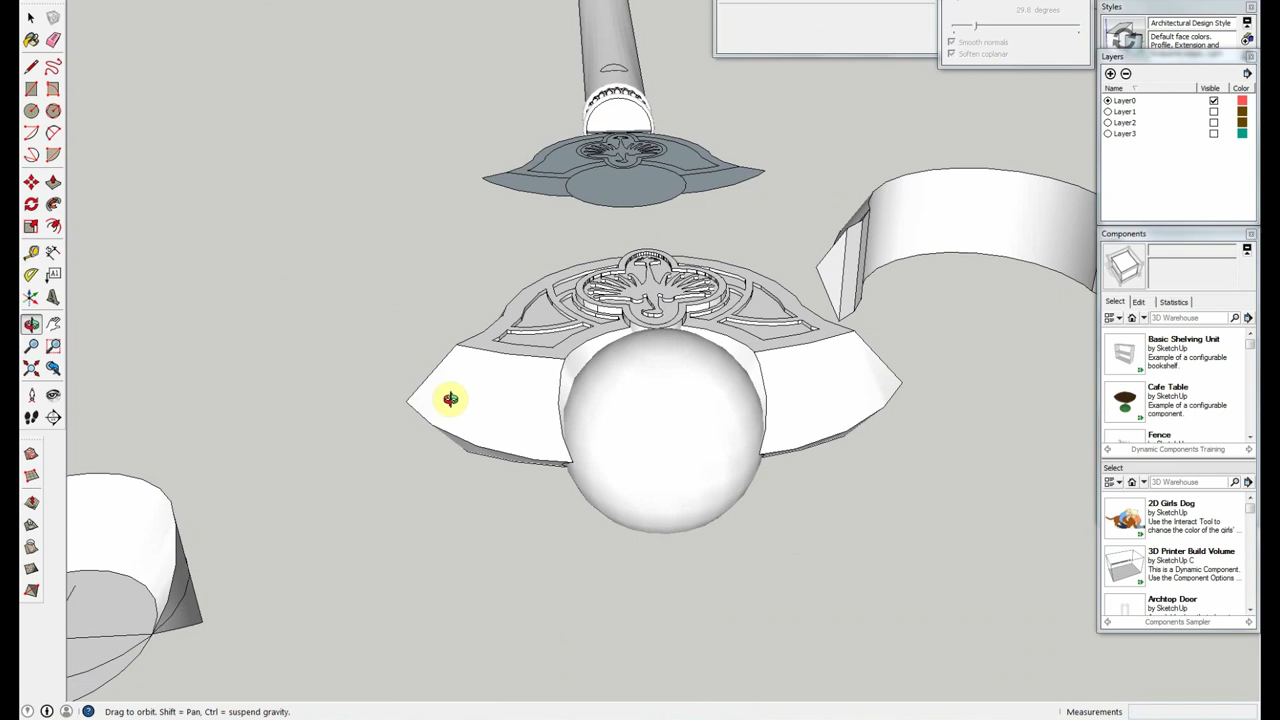 29.8 degrees
Smooth normals
Soften coplanar
Styles
Architectural Design Style
Default face colors.
Profile, Extension and
Layers
Name Visible Color
Layer0
Layer1
Layer2
Layer3
Components
Select Edit Statistics
3D Warehouse
Basic Shelving Unit
by SketchUp
Example of a configurable
bookshelf.
Cafe Table
by SketchUp
Example of a configurable
component.
Fence
Dynamic Components Training
Select
3D Warehouse
2D Girls Dog
by SketchUp
Use the Interact Tool to
change the color of the girls'...
3D Printer Build Volume
by SketchUp C
This is a Dynamic Component.
Use the Component Options ...
Archtop Door
Components Sampler
A1
Drag to orbit. Shift = Pan, Ctrl = suspend gravity.
Measurements